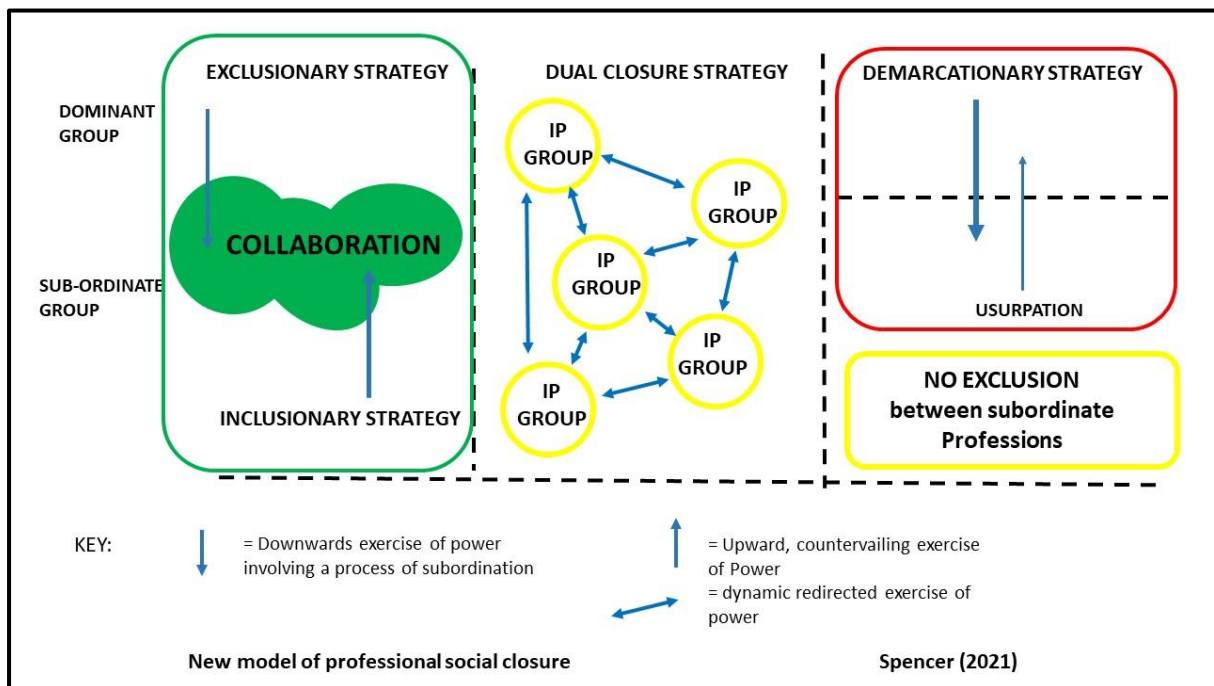 EXCLUSIONARY STRATEGY
DOMINANT
GROUP
COLLABORATION
SUB-ORDINATE
GROUP
INCLUSIONARY STRATEGY
DUAL CLOSURE STRATEGY
IP
GROUP
IP
GROUP
IP
GROUP
IP
GROUP
IP
GROUP
DEMARCATIONARY STRATEGY
USURPATION
NO EXCLUSION
between subordinate
Professions
KEY:
= Downwards exercise of power
involving a process of subordination
= Upward, countervailing exercise
of Power
= dynamic redirected exercise of
power
New model of professional social closure
Spencer (2021)